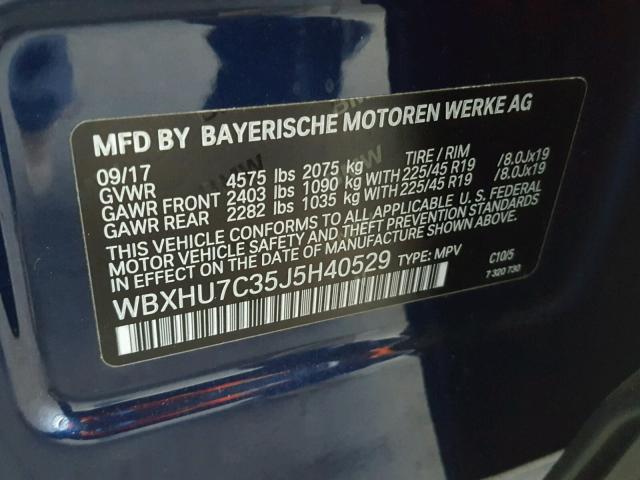 MFD BY BAYERISCHE MOTOREN WERKE AG
09/17 TIRE / RIM
GVWR 4575 lbs 2075 kg
GAWR FRONT 2403 lbs 1090 kg WITH 225/45 R19 /8.0Jx19
GAWR REAR 2282 lbs 1035 kg WITH 225/45 R19 /8.0Jx19
THIS VEHICLE CONFORMS TO ALL APPLICABLE U.S. FEDERAL
MOTOR VEHICLE SAFETY AND THEFT PREVENTION STANDARDS
IN EFFECT ON THE DATE OF MANUFACTURE SHOWN ABOVE.
WBXHU7C35J5H40529 TYPE: MPV C10/5
7 320 730